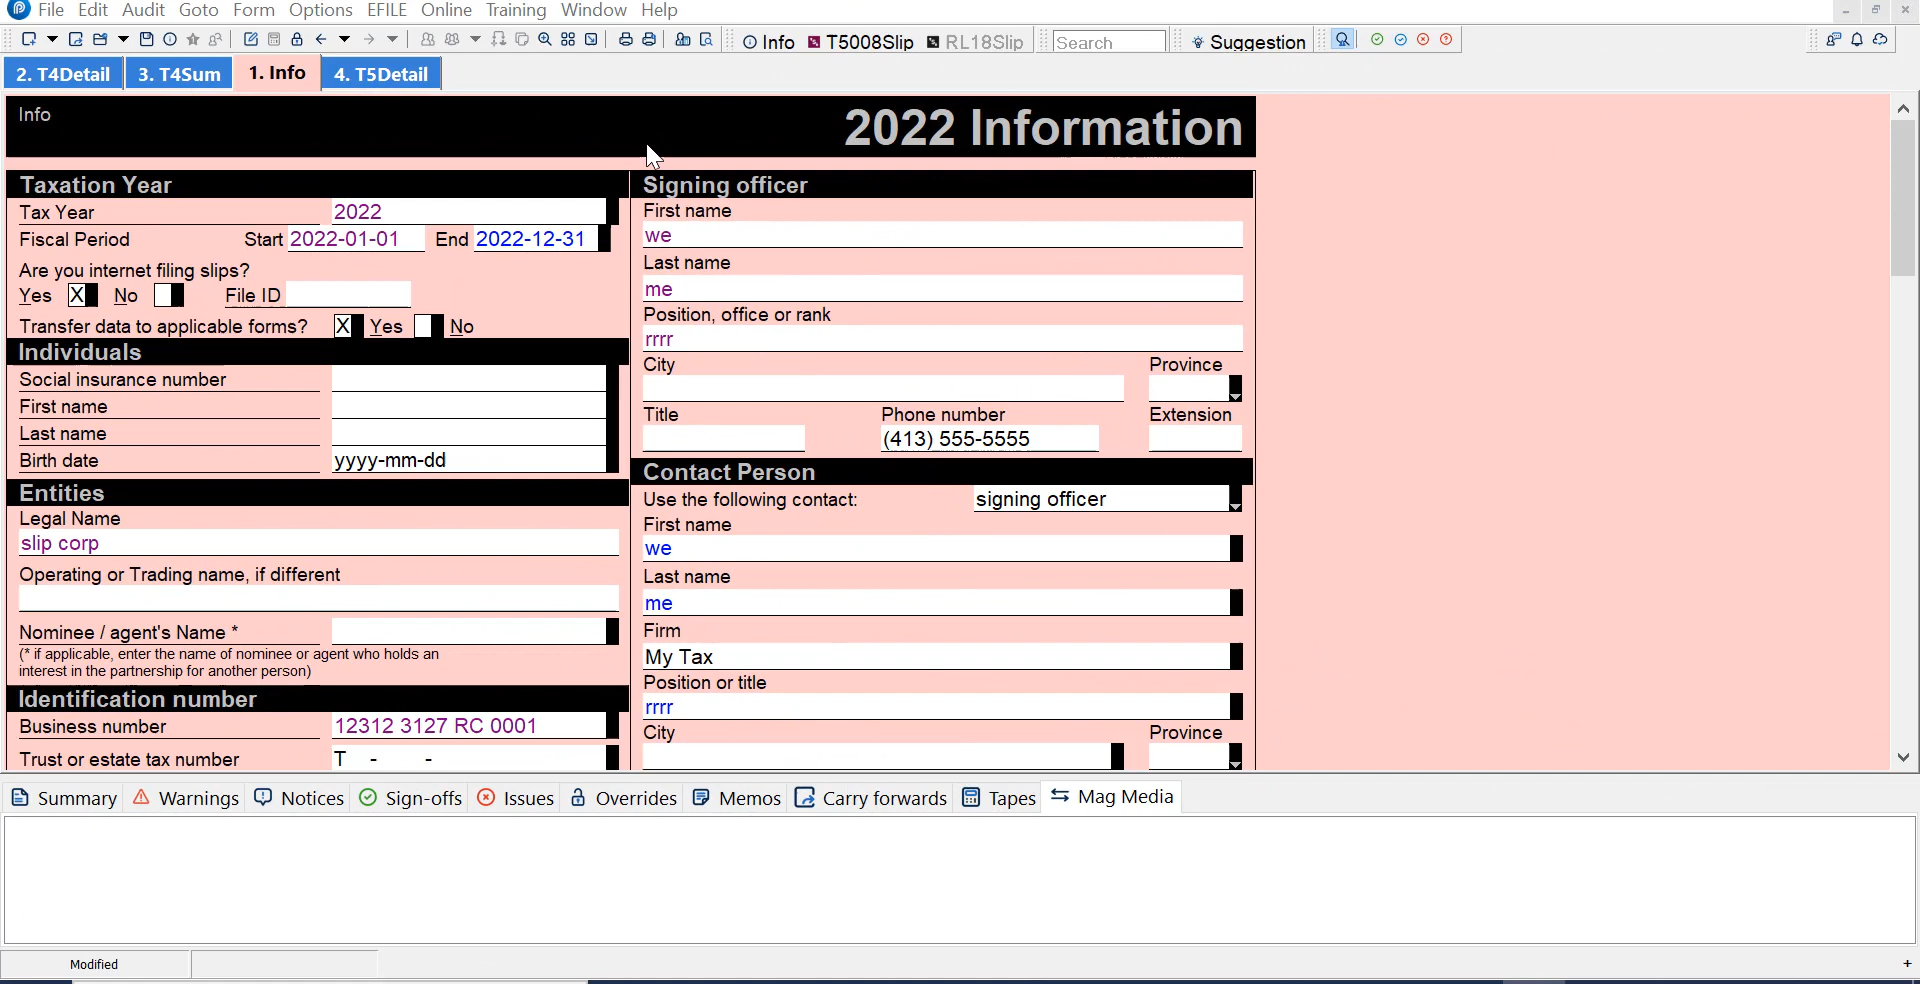 File Edit Audit Goto Form Options EFILE Online Training Window Help
Info T5008Slip RL18Slip Search Suggestion
2. T4Detail 3. T4Sum 1. Info 4. T5Detail
Info
2022 Information
Taxation Year
Tax Year 2022
Fiscal Period Start 2022-01-01 End 2022-12-31
Are you internet filing slips?
Yes X No File ID
Transfer data to applicable forms? X Yes No
Individuals
Social insurance number
First name
Last name
Birth date yyyy-mm-dd
Entities
Legal Name
slip corp
Operating or Trading name, if different
Nominee / agent's Name *
(* if applicable, enter the name of nominee or agent who holds an
interest in the partnership for another person)
Identification number
Business number 12312 3127 RC 0001
Trust or estate tax number T - -
Signing officer
First name
we
Last name
me
Position, office or rank
rrrr
City Province
Title Phone number Extension
(413) 555-5555
Contact Person
Use the following contact: signing officer
First name
we
Last name
me
Firm
My Tax
Position or title
rrrr
City Province
Summary Warnings Notices Sign-offs Issues Overrides Memos Carry forwards Tapes Mag Media
Modified +